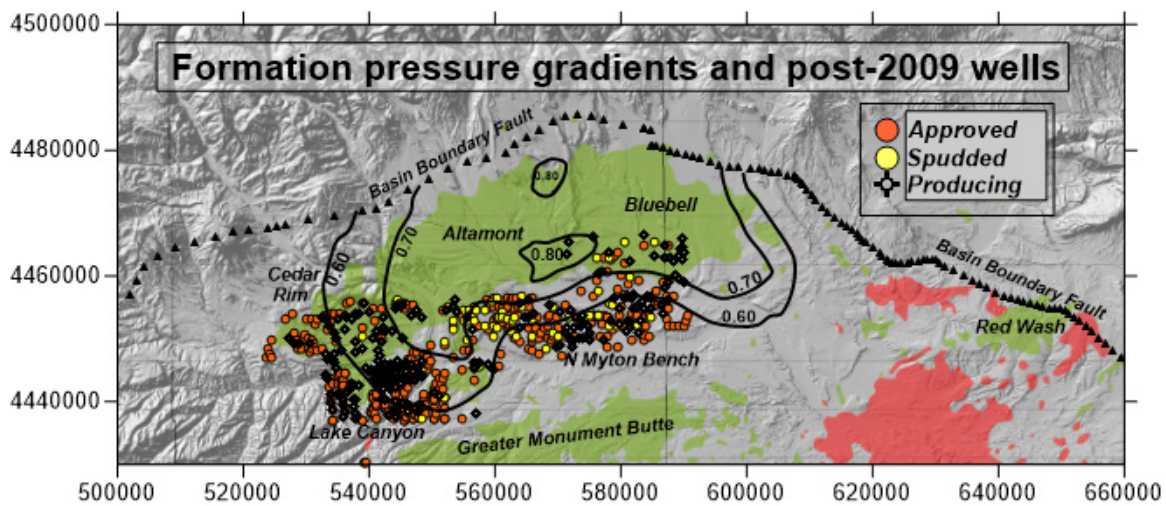 Formation pressure gradients and post-2009 wells
Approved
Spudded
Producing
4500000
4480000
4460000
4440000
Basin Boundary Fault
0.80
Bluebell
Altamont
0.70
0.80
Cedar
Rim
0.60
0.70
0.60
Basin Boundary Fault
Red Wash
N Myton Bench
Lake Canyon
Greater Monument Butte
500000 520000 540000 560000 580000 600000 620000 640000 660000